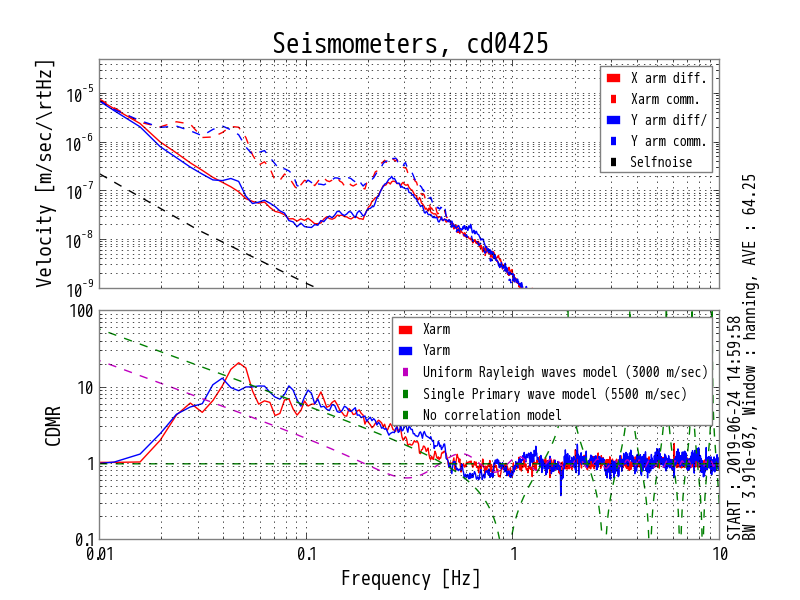 Seismometers, cd0425
Velocity [m/sec/\rtHz]
10^-5
10^-6
10^-7
10^-8
10^-9
X arm diff.
Xarm comm.
Y arm diff/
Y arm comm.
Selfnoise
CDMR
100
10
1
0.1
Xarm
Yarm
Uniform Rayleigh waves model (3000 m/sec)
Single Primary wave model (5500 m/sec)
No correlation model
0.01 0.1 1 10
Frequency [Hz]
START : 2019-06-24 14:59:58
BW : 3.91e-03, Window : hanning, AVE : 64.25